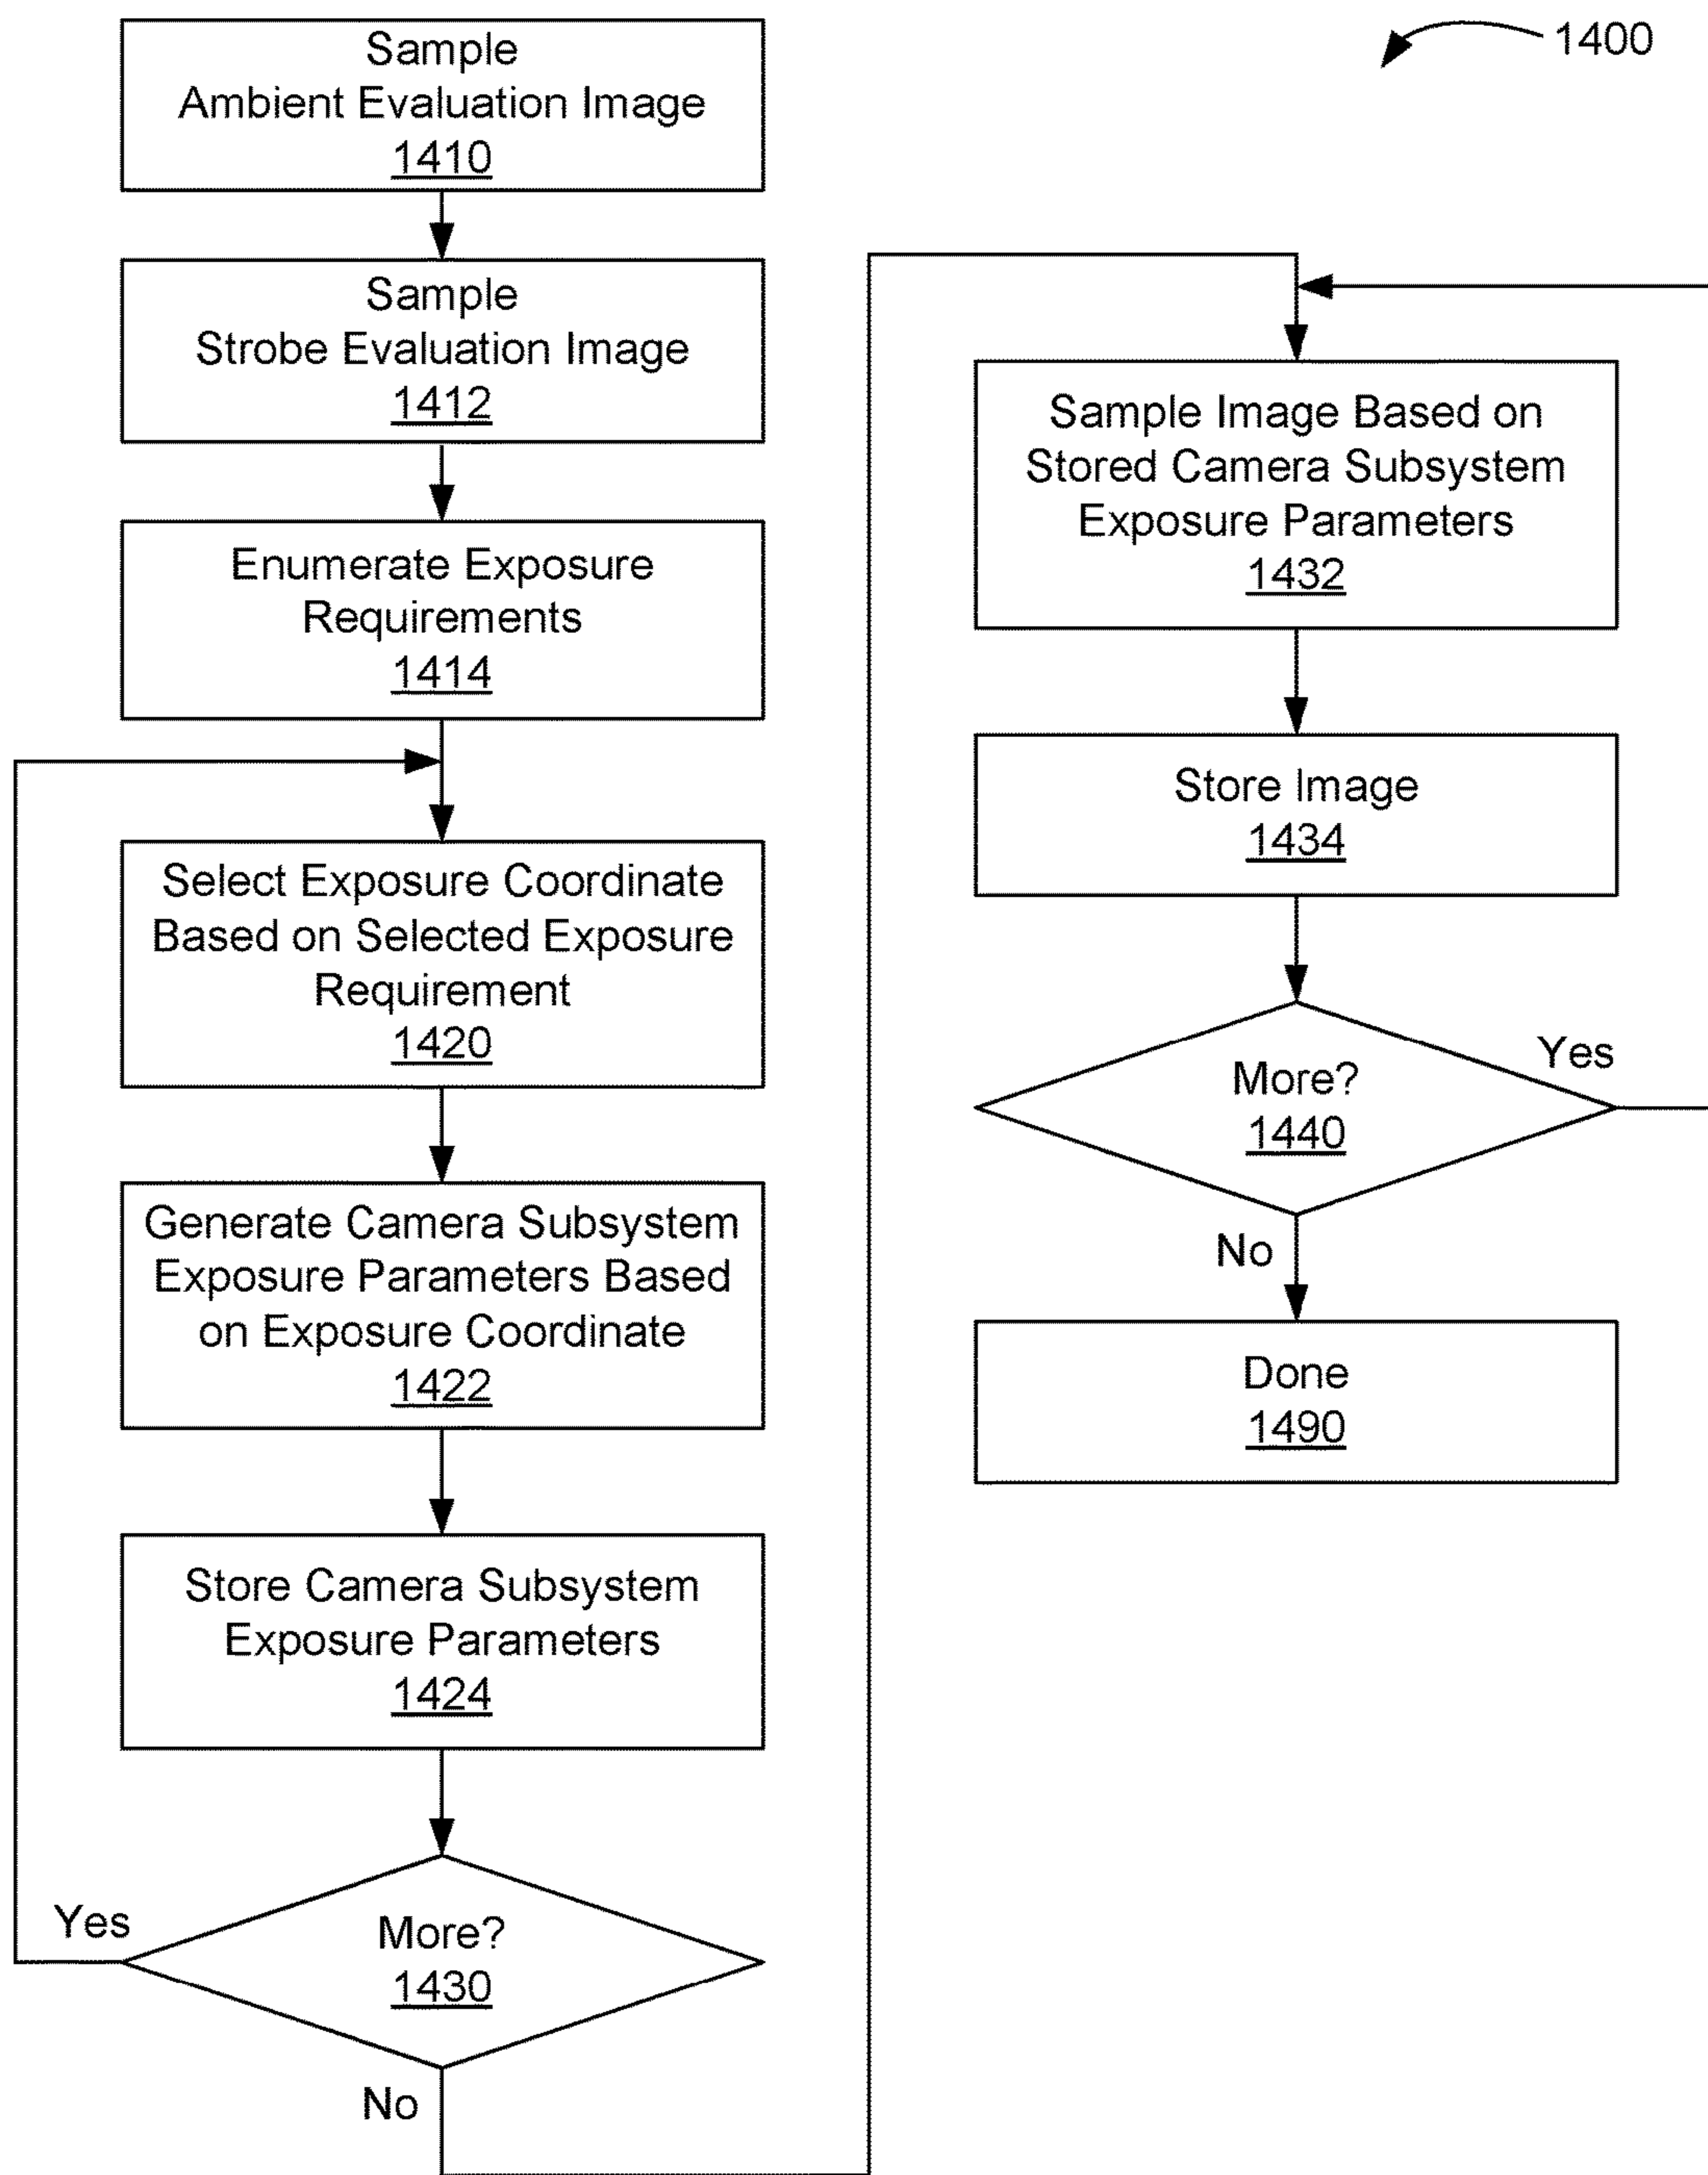 1400
Sample
Ambient Evaluation Image
1410
Sample
Strobe Evaluation Image
1412
Enumerate Exposure
Requirements
1414
Select Exposure Coordinate
Based on Selected Exposure
Requirement
1420
Generate Camera Subsystem
Exposure Parameters Based
on Exposure Coordinate
1422
Store Camera Subsystem
Exposure Parameters
1424
Yes
More?
1430
No
Sample Image Based on
Stored Camera Subsystem
Exposure Parameters
1432
Store Image
1434
More?
1440
Yes
No
Done
1490